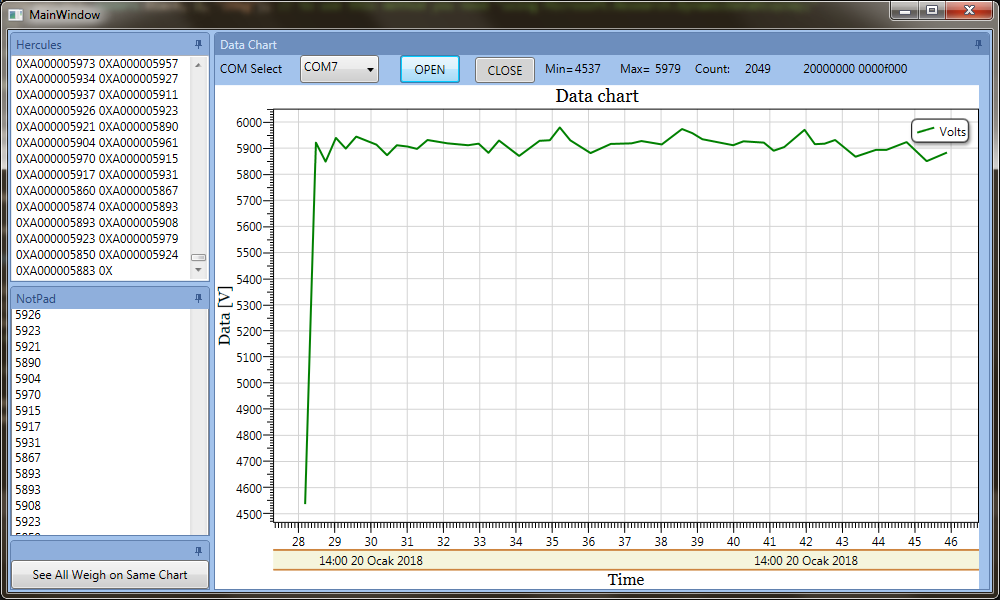 MainWindow
Hercules
0XA000005973 0XA000005957
0XA000005934 0XA000005927
0XA000005937 0XA000005911
0XA000005926 0XA000005923
0XA000005921 0XA000005890
0XA000005904 0XA000005961
0XA000005970 0XA000005915
0XA000005917 0XA000005931
0XA000005860 0XA000005867
0XA000005874 0XA000005893
0XA000005893 0XA000005908
0XA000005923 0XA000005979
0XA000005850 0XA000005924
0XA000005883 0X
NotPad
5926
5923
5921
5890
5904
5970
5915
5917
5931
5867
5893
5893
5908
5923
See All Weigh on Same Chart
Data Chart
COM Select COM7 OPEN CLOSE Min= 4537 Max= 5979 Count: 2049 20000000 0000f000
Data chart
Volts
Data [V]
6000
5900
5800
5700
5600
5500
5400
5300
5200
5100
5000
4900
4800
4700
4600
4500
28 29 30 31 32 33 34 35 36 37 38 39 40 41 42 43 44 45 46
14:00 20 Ocak 2018 14:00 20 Ocak 2018
Time